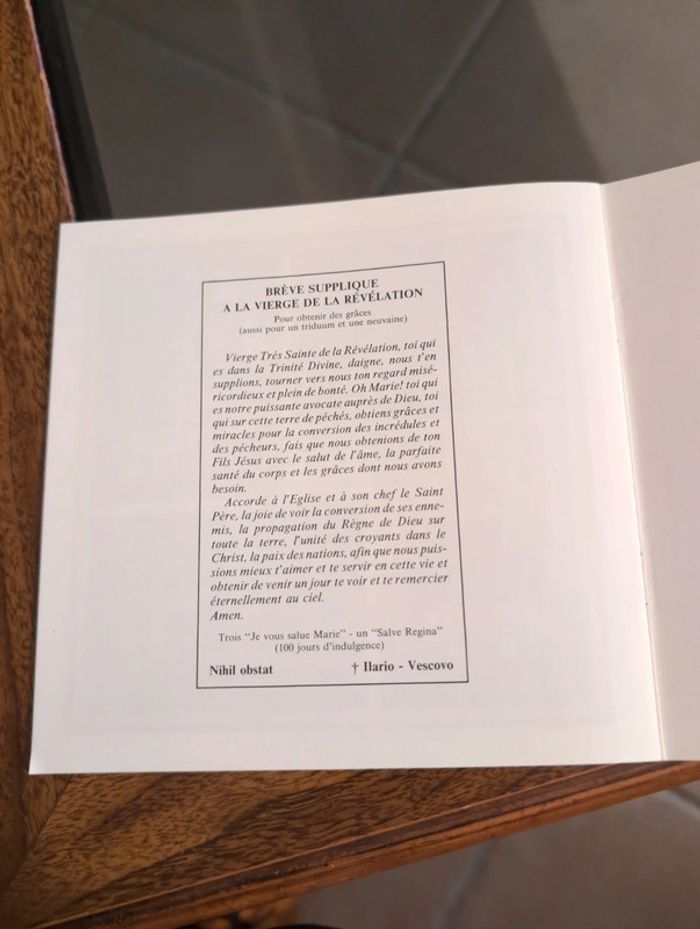 BRÈVE SUPPLIQUE
A LA VIERGE DE LA RÉVÉLATION
Pour obtenir des grâces
(aussi pour un triduum et une neuvaine)
Vierge Très Sainte de la Révélation, toi qui
es dans la Trinité Divine, daigne, nous t'en
supplions, tourner vers nous ton regard misé-
ricordieux et plein de bonté. Oh Marie! toi qui
es notre puissante avocate auprès de Dieu, toi
qui sur cette terre de péchés, obtiens grâces et
miracles pour la conversion des incrédules et
des pécheurs, fais que nous obtenions de ton
Fils Jésus avec le salut de l'âme, la parfaite
santé du corps et les grâces dont nous avons
besoin.
Accorde à l'Eglise et à son chef le Saint
Père, la joie de voir la conversion de ses enne-
mis, la propagation du Règne de Dieu sur
toute la terre, l'unité des croyants dans le
Christ, la paix des nations, afin que nous puis-
sions mieux t'aimer et te servir en cette vie et
obtenir de venir un jour te voir et te remercier
éternellement au ciel.
Amen.
Trois "Je vous salue Marie" - un "Salve Regina"
(100 jours d'indulgence)
Nihil obstat † Ilario - Vescovo